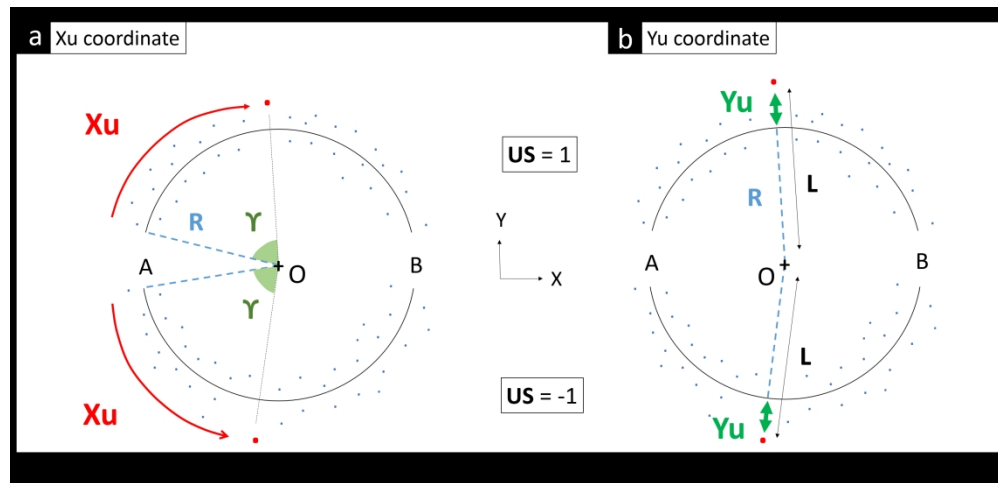 a Xu coordinate
Xu
R
ϒ
A
O
B
ϒ
Xu
US = 1
Y
X
US = -1
b Yu coordinate
Yu
R
L
A
O
B
L
Yu